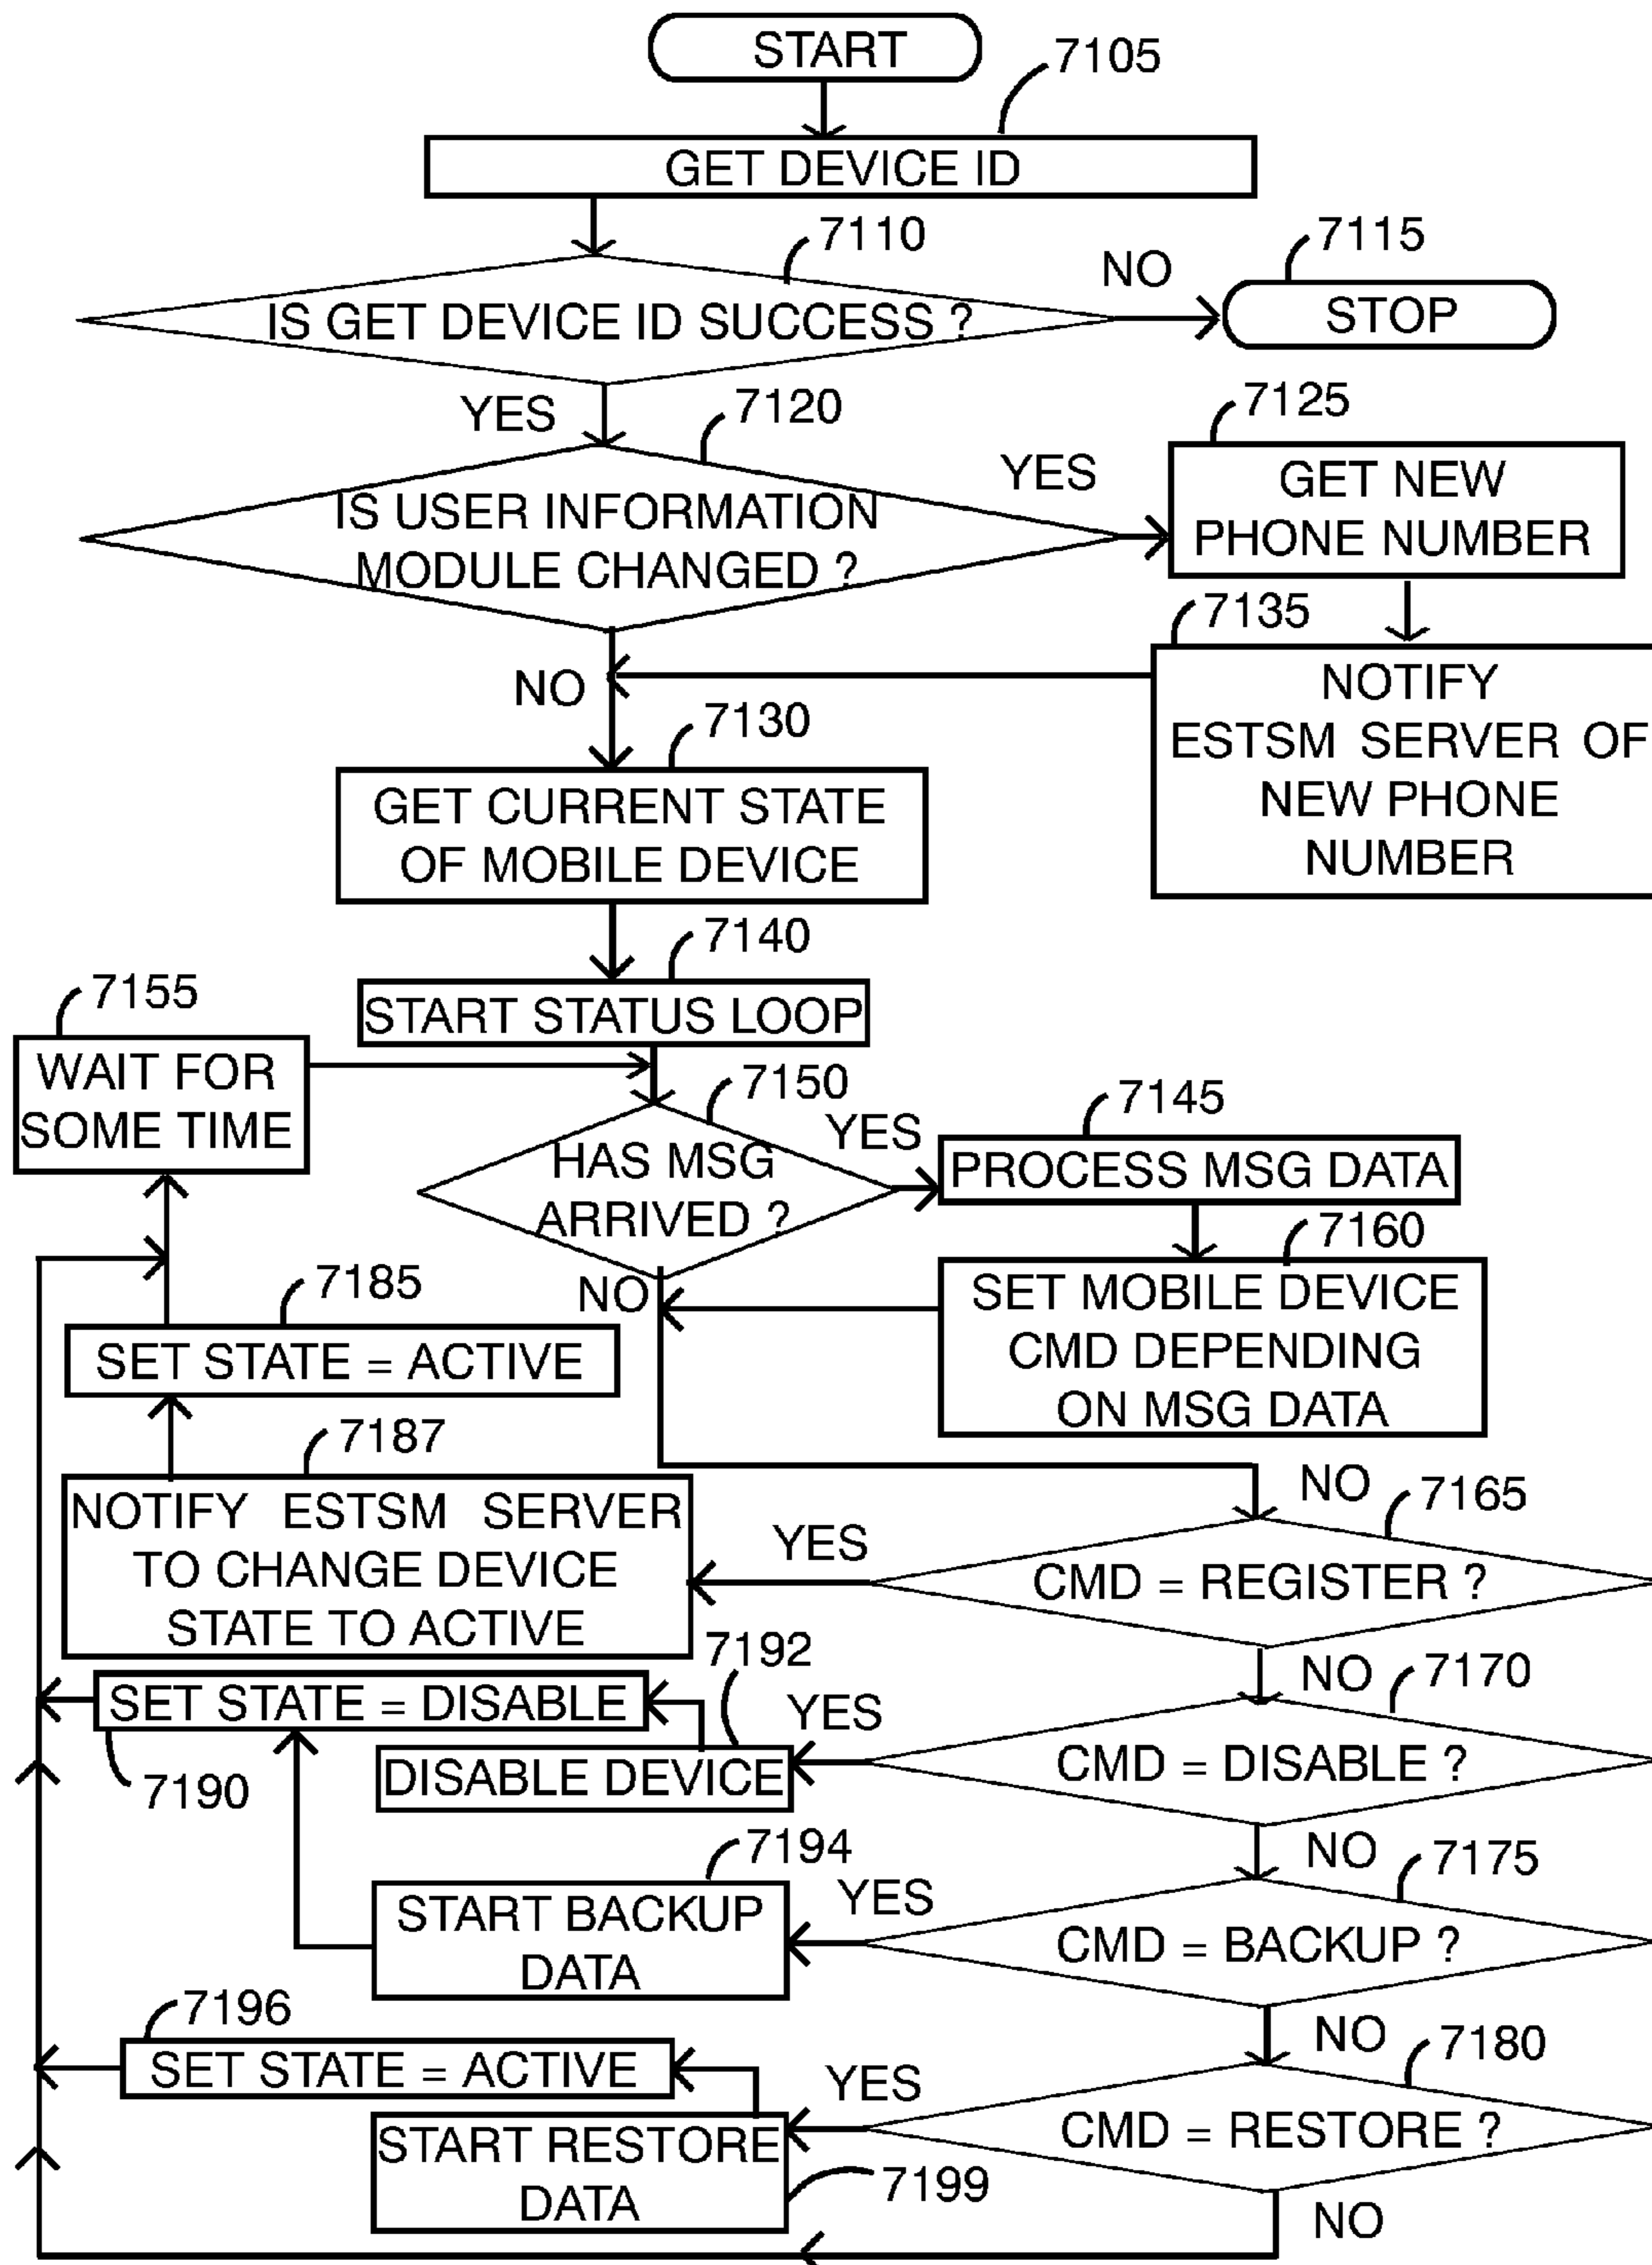 START
7105
GET DEVICE ID
7110
7115
NO
IS GET DEVICE ID SUCCESS ?
STOP
YES
7120
7125
YES
GET NEW
PHONE NUMBER
IS USER INFORMATION
MODULE CHANGED ?
7135
NO
NOTIFY
ESTSM SERVER OF
NEW PHONE
NUMBER
7130
GET CURRENT STATE
OF MOBILE DEVICE
7140
START STATUS LOOP
7155
WAIT FOR
SOME TIME
7150
YES
7145
HAS MSG
ARRIVED ?
PROCESS MSG DATA
7160
NO
SET MOBILE DEVICE
CMD DEPENDING
ON MSG DATA
7185
SET STATE = ACTIVE
7187
NOTIFY ESTSM SERVER
TO CHANGE DEVICE
STATE TO ACTIVE
NO
7165
YES
CMD = REGISTER ?
7192
NO
7170
SET STATE = DISABLE
YES
CMD = DISABLE ?
DISABLE DEVICE
7190
7194
NO
7175
YES
START BACKUP
DATA
CMD = BACKUP ?
7196
NO
7180
SET STATE = ACTIVE
YES
CMD = RESTORE ?
START RESTORE
DATA
7199
NO